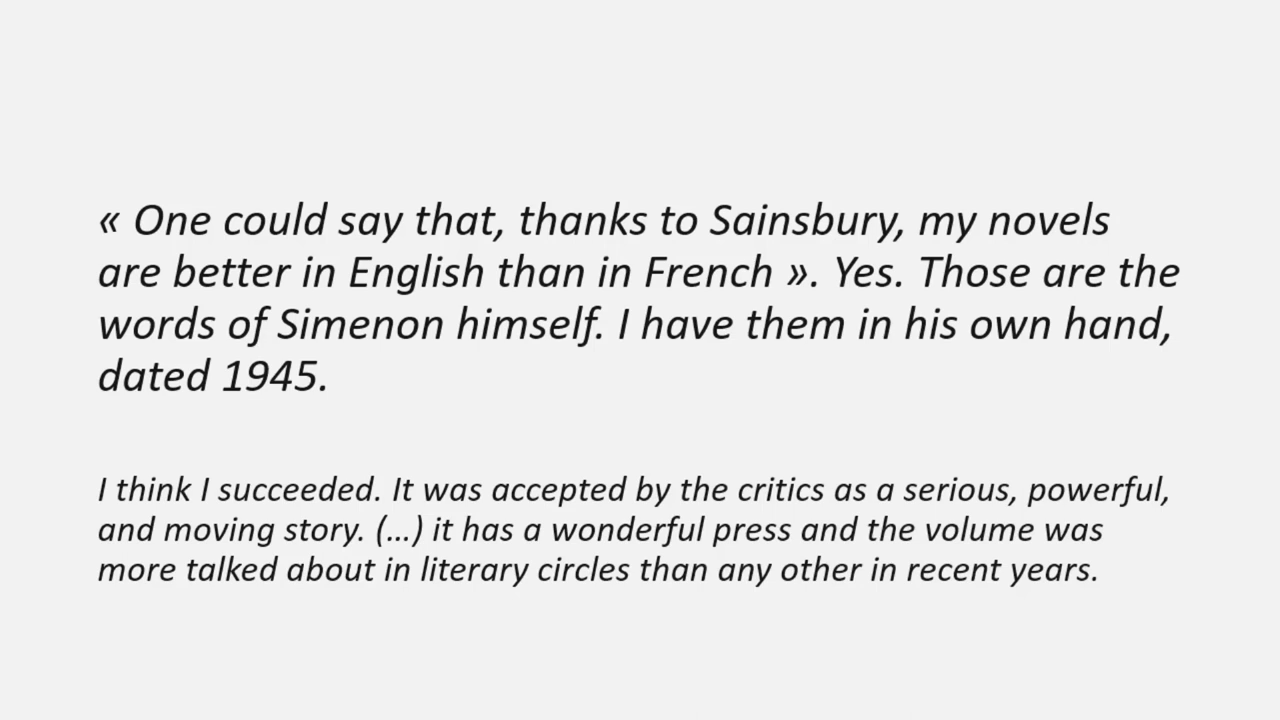 « One could say that, thanks to Sainsbury, my novels
are better in English than in French ». Yes. Those are the
words of Simenon himself. I have them in his own hand,
dated 1945.
I think I succeeded. It was accepted by the critics as a serious, powerful,
and moving story. (…) it has a wonderful press and the volume was
more talked about in literary circles than any other in recent years.